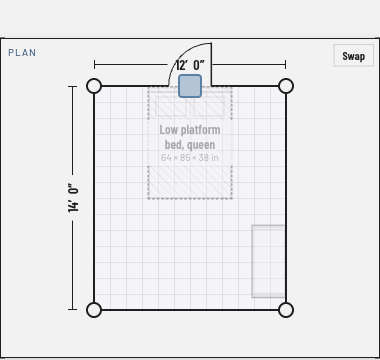 PLAN
Swap
12′ 0″
Low platform
bed, queen
64 × 85 × 38 in
14′ 0″